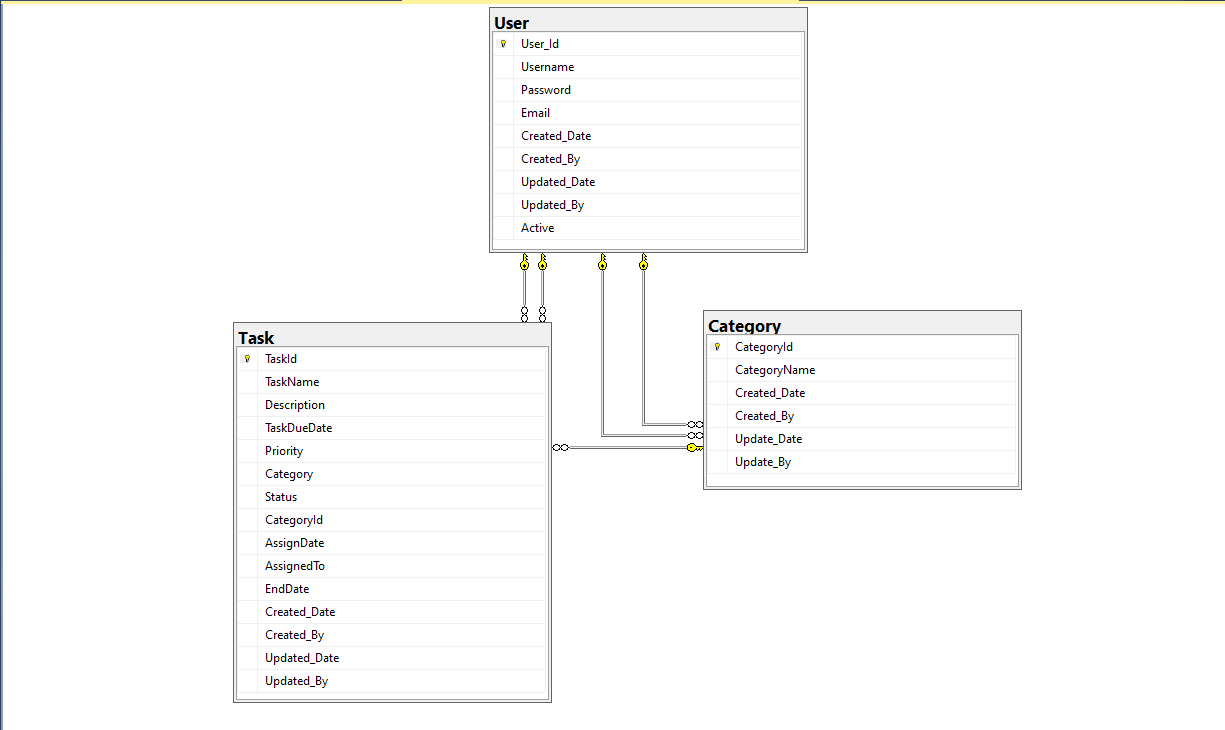 User
User_Id
Username
Password
Email
Created_Date
Created_By
Updated_Date
Updated_By
Active
Task
TaskId
TaskName
Description
TaskDueDate
Priority
Category
Status
CategoryId
AssignDate
AssignedTo
EndDate
Created_Date
Created_By
Updated_Date
Updated_By
Category
CategoryId
CategoryName
Created_Date
Created_By
Update_Date
Update_By